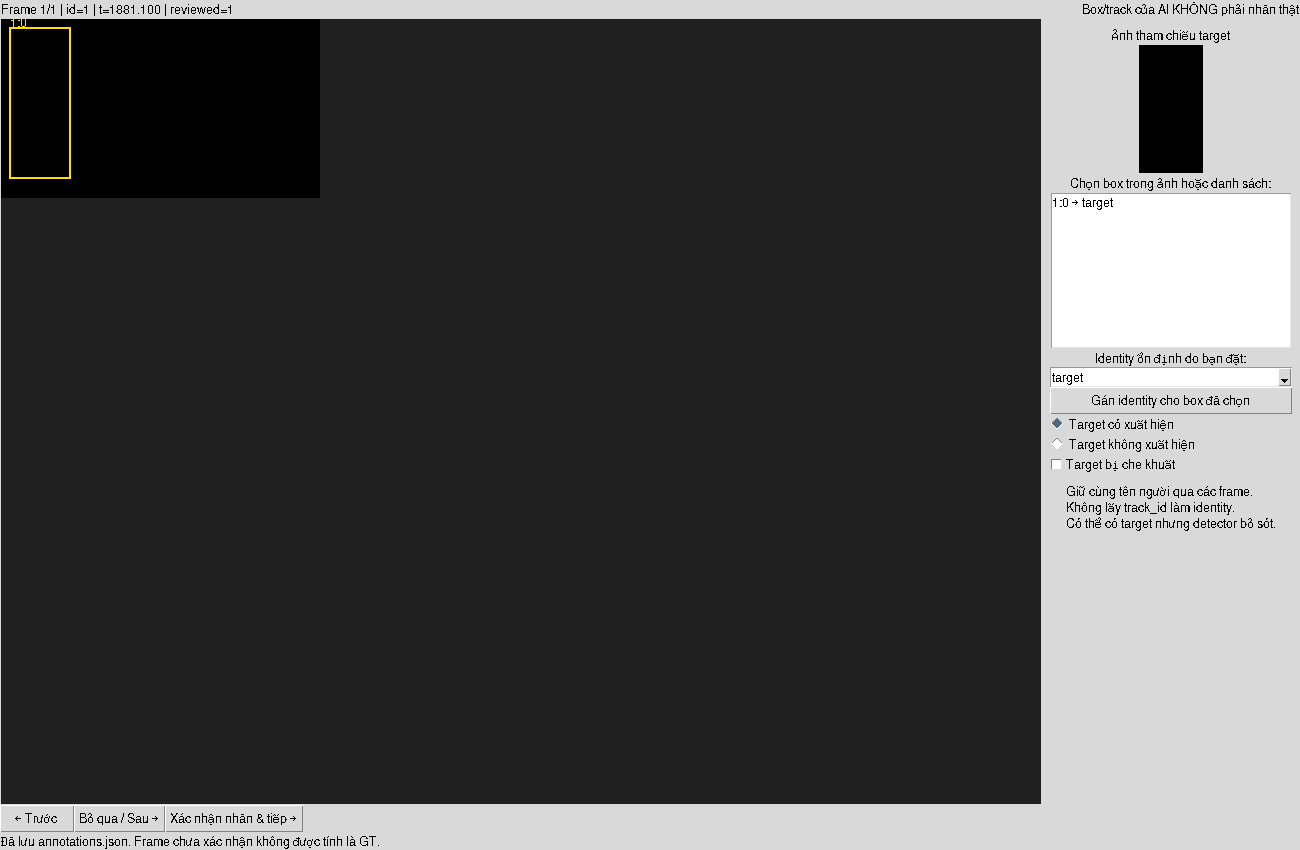 Frame 1/1 | id=1 | t=1881.100 | reviewed=1
Box/track của AI KHÔNG phải nhãn thật
1:0
Ảnh tham chiếu target
Chọn box trong ảnh hoặc danh sách:
1:0 → target
Identity ổn định do bạn đặt:
target
Gán identity cho box đã chọn
Target có xuất hiện
Target không xuất hiện
Target bị che khuất
Giữ cùng tên người qua các frame.
Không lấy track_id làm identity.
Có thể có target nhưng detector bỏ sót.
← Trước
Bỏ qua / Sau →
Xác nhận nhãn & tiếp →
Đã lưu annotations.json. Frame chưa xác nhận không được tính là GT.